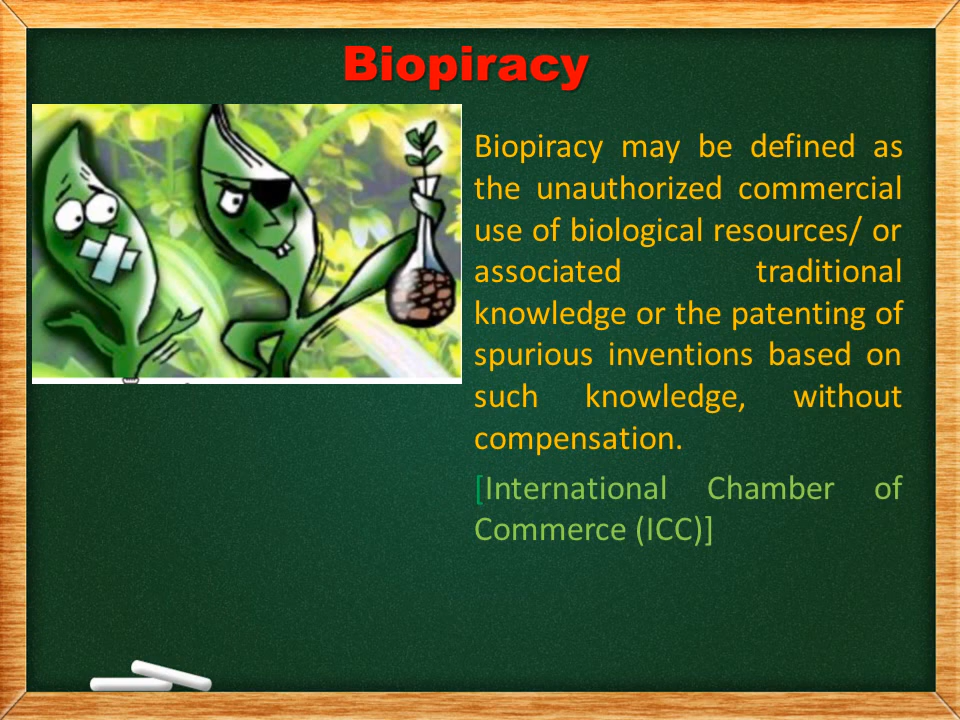 Biopiracy
Biopiracy may be defined as
the unauthorized commercial
use of biological resources/ or
associated traditional
knowledge or the patenting of
spurious inventions based on
such knowledge, without
compensation.
[International Chamber of
Commerce (ICC)]